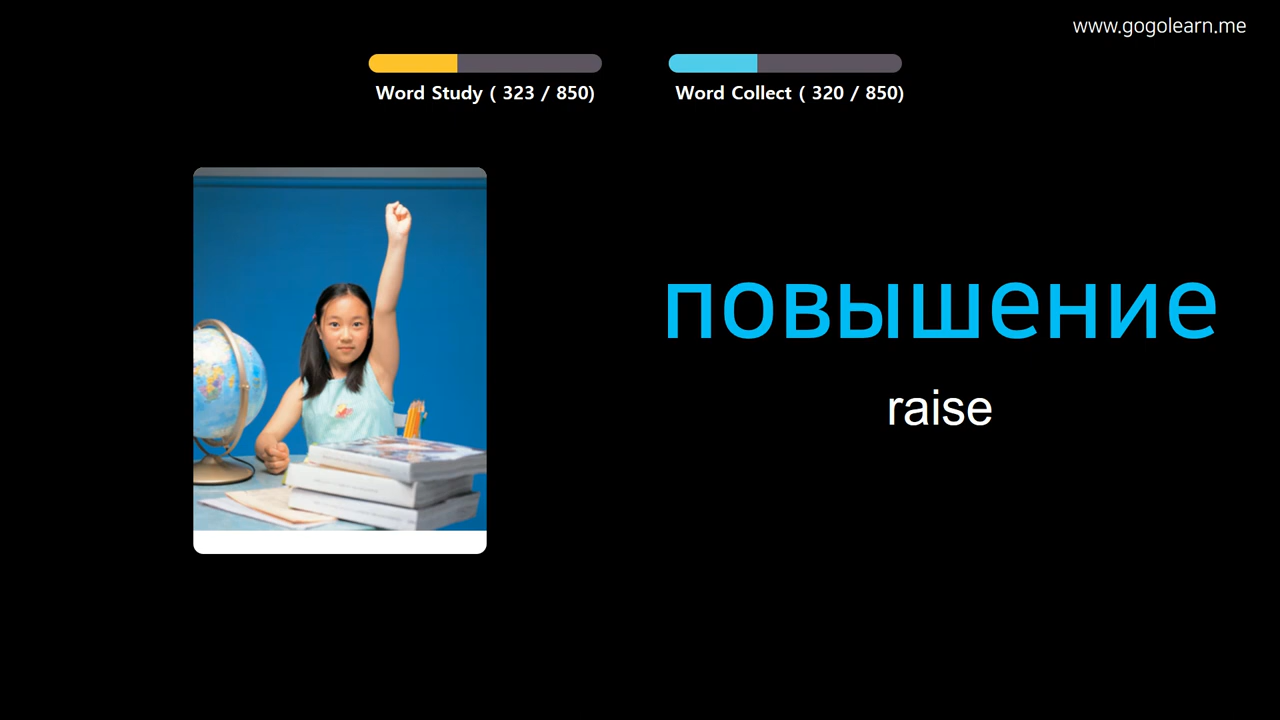 www.gogolearn.me
Word Study ( 323 / 850)
Word Collect ( 320 / 850)
повышение
raise